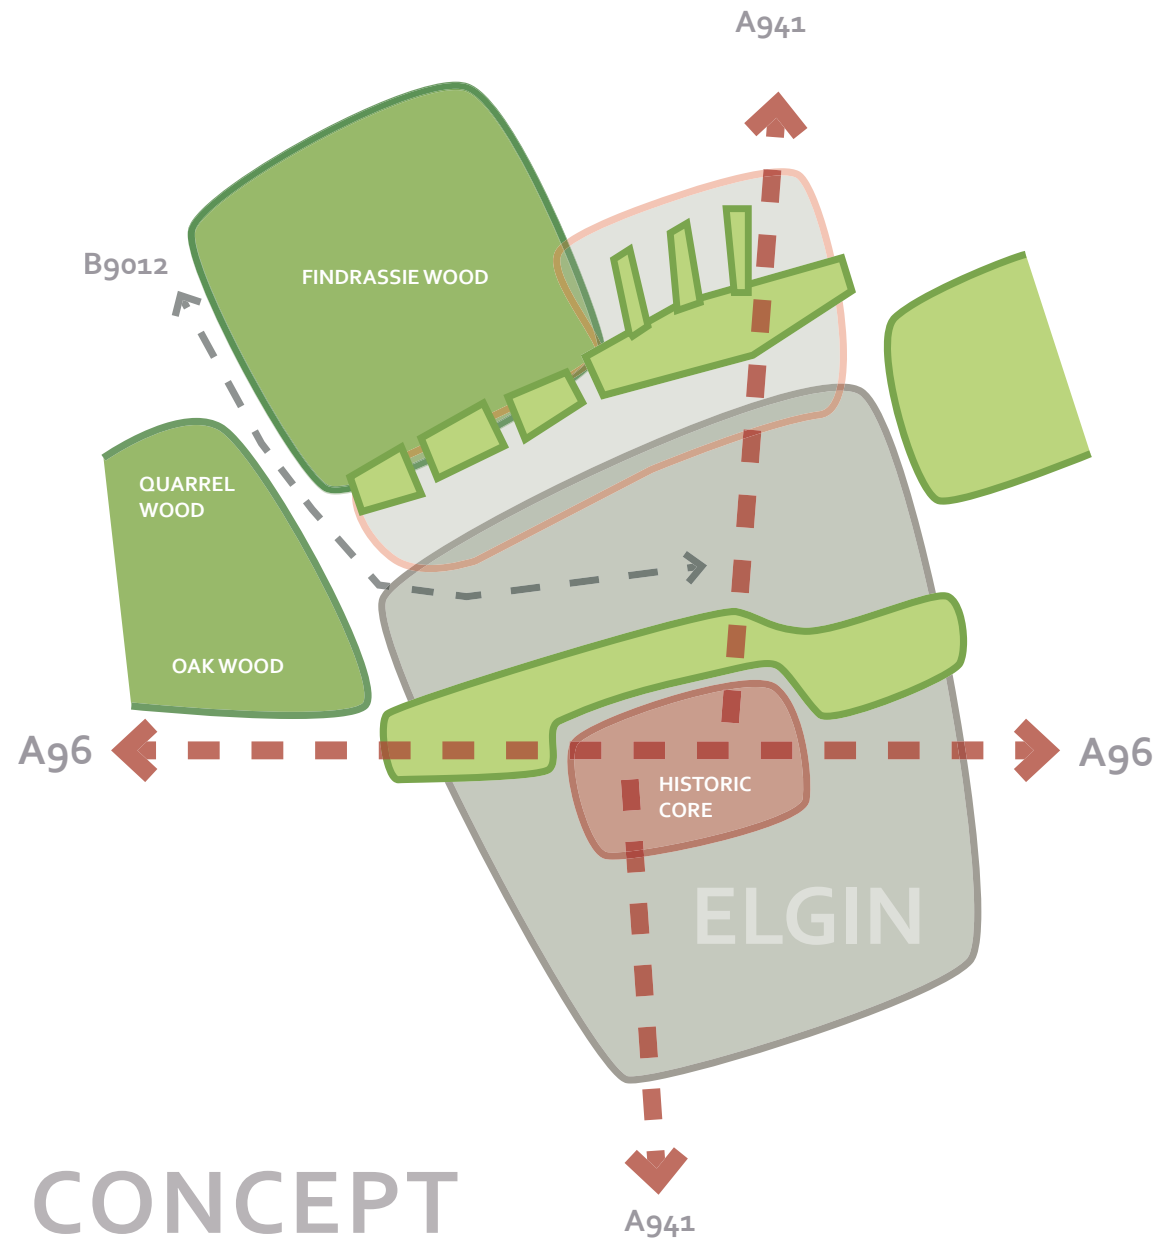 A941
B9012
FINDRASSIE WOOD
QUARREL
WOOD
OAK WOOD
A96
A96
HISTORIC
CORE
ELGIN
CONCEPT
A941